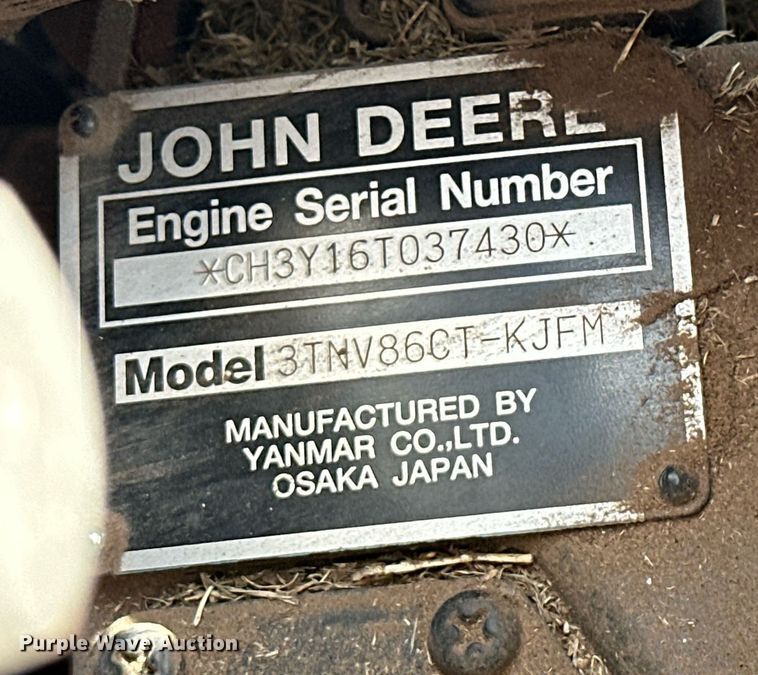 JOHN DEERE
Engine Serial Number
*CH3Y16T037430*
Model 3TNV86CT-KJFM
MANUFACTURED BY
YANMAR CO.,LTD.
OSAKA JAPAN
Purple Wave Auction